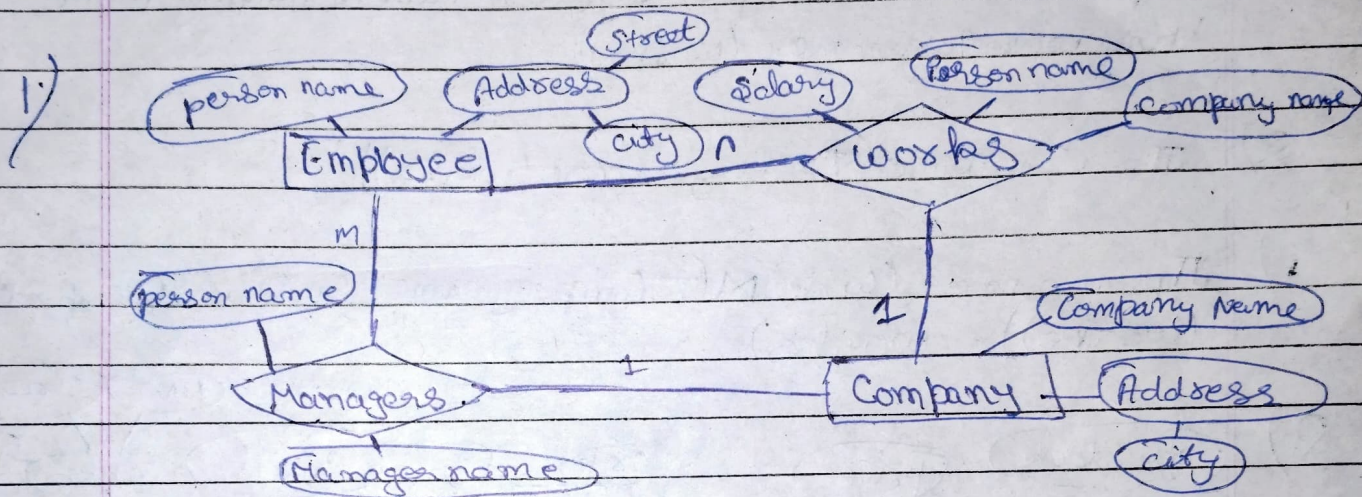 1.)
Street
person name
Address
Salary
Person name
Company name
Employee
city
n
works
m
person name
1
Company Name
1
Managers
Company
Address
Manager name
city